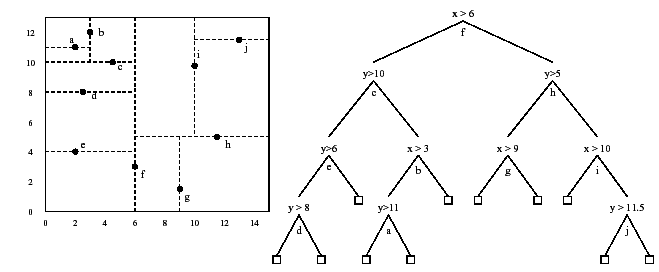 12
10
8
6
4
2
0
0 2 4 6 8 10 12 14
a
b
c
d
e
f
g
h
i
j
x > 6
f
y>10
c
y>5
h
y>6
e
x > 3
b
x > 9
g
x > 10
i
y > 8
d
y>11
a
y > 11.5
j